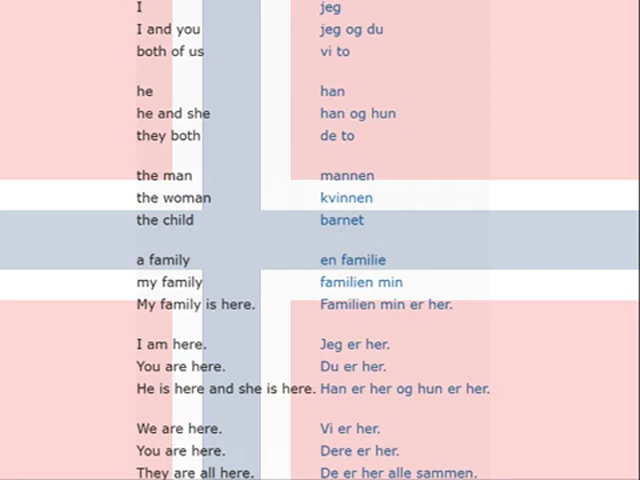 I jeg
I and you jeg og du
both of us vi to
he han
he and she han og hun
they both de to
the man mannen
the woman kvinnen
the child barnet
a family en familie
my family familien min
My family is here. Familien min er her.
I am here. Jeg er her.
You are here. Du er her.
He is here and she is here. Han er her og hun er her.
We are here. Vi er her.
You are here. Dere er her.
They are all here. De er her alle sammen.